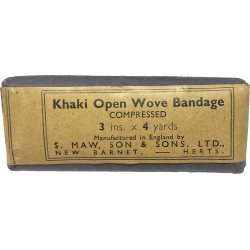 Khaki Open Wove Bandage
COMPRESSED
3 ins. x 4 yards
Manufactured in England by
S. MAW, SON & SONS, LTD.,
NEW BARNET, — HERTS.